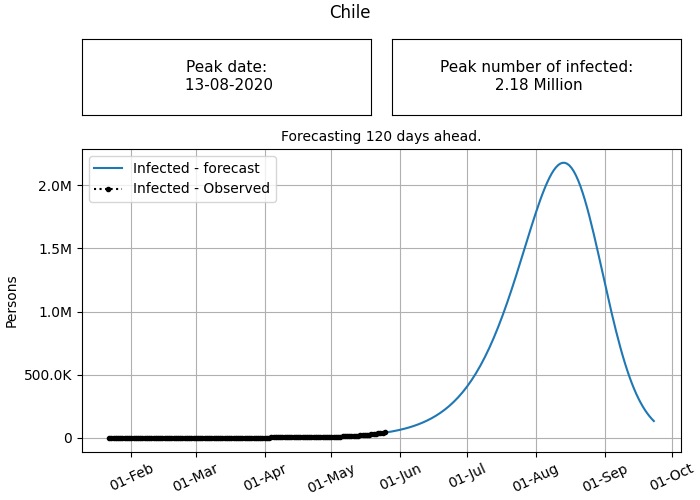 Chile
Peak date:
13-08-2020
Peak number of infected:
2.18 Million
Forecasting 120 days ahead.
Infected - forecast
Infected - Observed
2.0M
1.5M
1.0M
500.0K
0
Persons
01-Feb
01-Mar
01-Apr
01-May
01-Jun
01-Jul
01-Aug
01-Sep
01-Oct